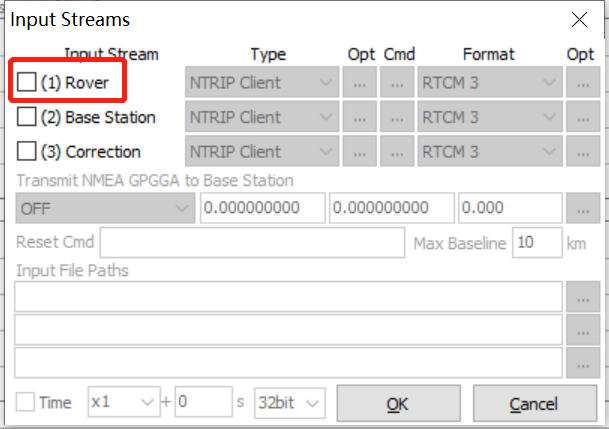 Input Streams
Input Stream Type Opt Cmd Format Opt
(1) Rover NTRIP Client ... ... RTCM 3 ...
(2) Base Station NTRIP Client ... ... RTCM 3 ...
(3) Correction NTRIP Client ... ... RTCM 3 ...
Transmit NMEA GPGGA to Base Station
OFF 0.000000000 0.000000000 0.000 ...
Reset Cmd Max Baseline 10 km
Input File Paths
...
...
...
Time x1 + 0 s 32bit OK Cancel